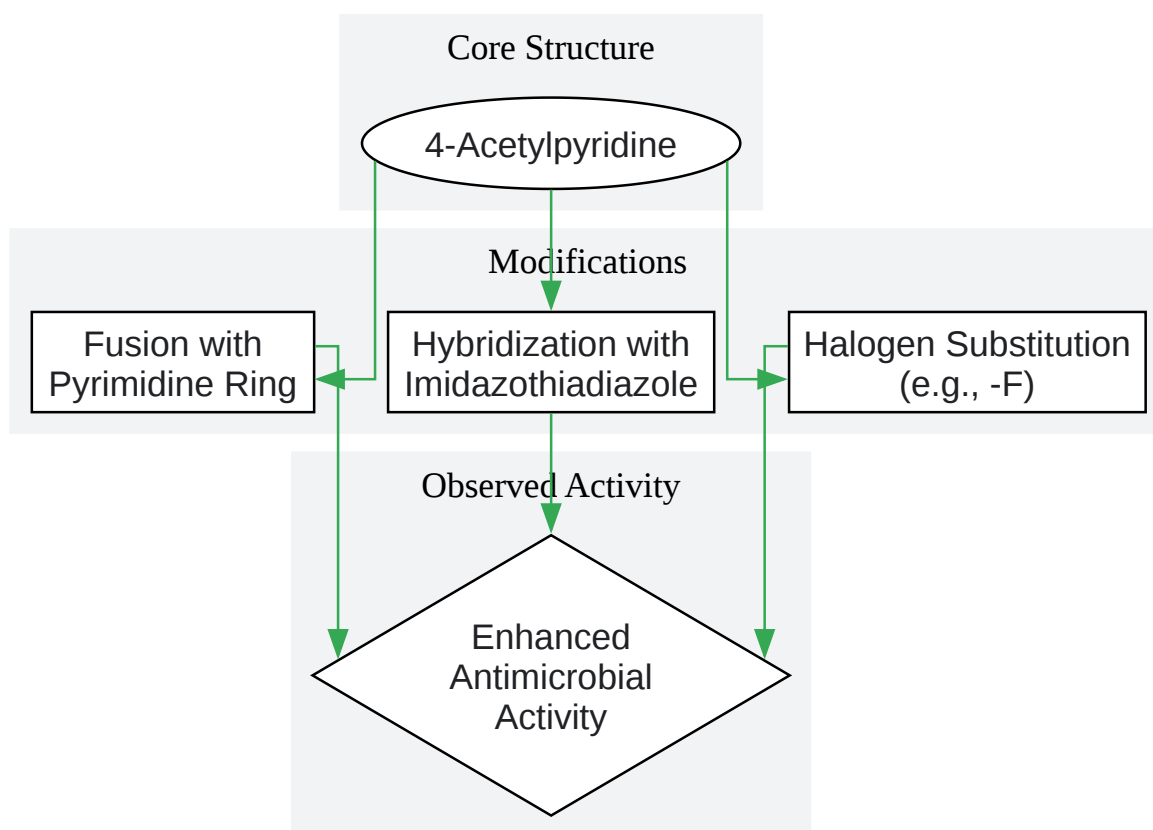 Core Structure
4-Acetylpyridine
Modifications
Fusion with
Pyrimidine Ring
Hybridization with
Imidazothiadiazole
Halogen Substitution
(e.g., -F)
Observed Activity
Enhanced
Antimicrobial
Activity